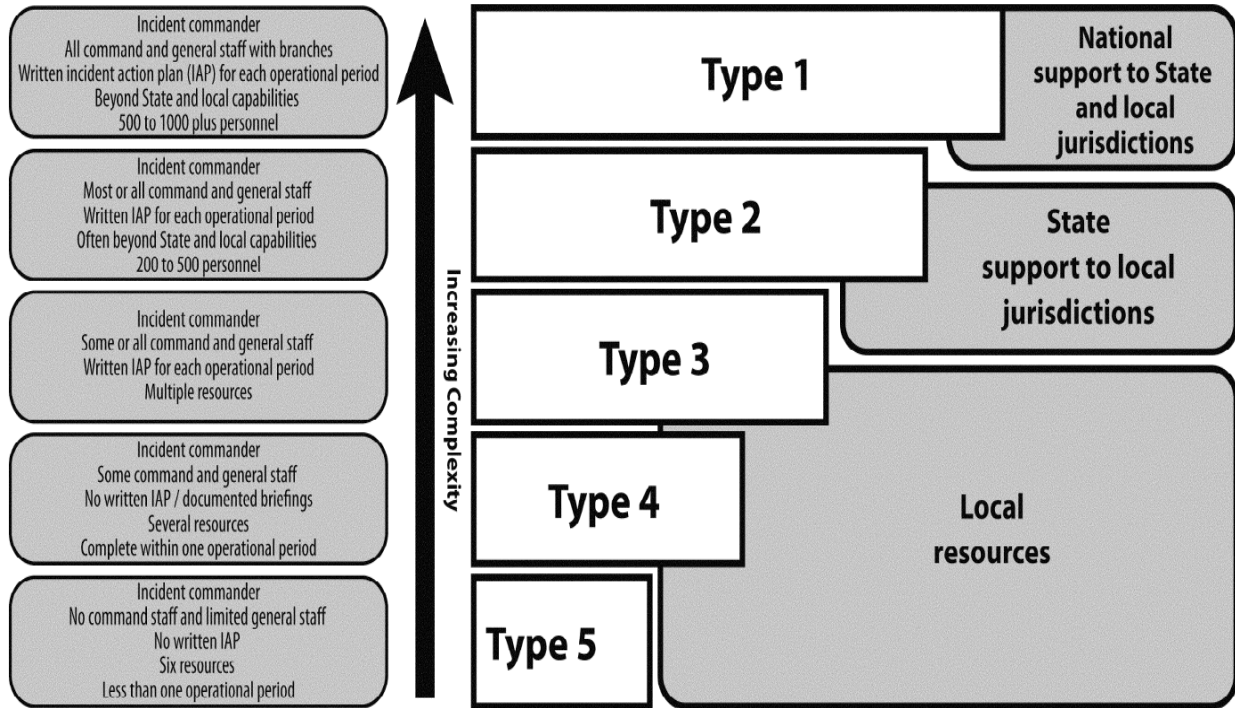 Incident commander
All command and general staff with branches
Written incident action plan (IAP) for each operational period
Beyond State and local capabilities
500 to 1000 plus personnel
Incident commander
Most or all command and general staff
Written IAP for each operational period
Often beyond State and local capabilities
200 to 500 personnel
Incident commander
Some or all command and general staff
Written IAP for each operational period
Multiple resources
Incident commander
Some command and general staff
No written IAP / documented briefings
Several resources
Complete within one operational period
Incident commander
No command staff and limited general staff
No written IAP
Six resources
Less than one operational period
Increasing Complexity
Type 1
Type 2
Type 3
Type 4
Type 5
National
support to State
and local
jurisdictions
State
support to local
jurisdictions
Local
resources